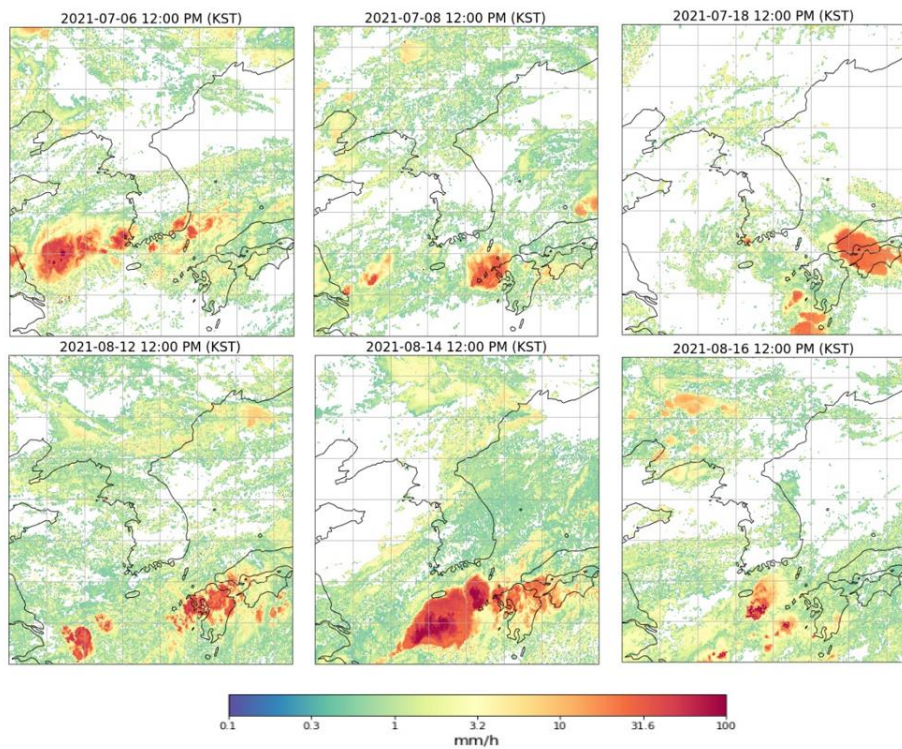 2021-07-06 12:00 PM (KST)
2021-07-08 12:00 PM (KST)
2021-07-18 12:00 PM (KST)
2021-08-12 12:00 PM (KST)
2021-08-14 12:00 PM (KST)
2021-08-16 12:00 PM (KST)
0.1 0.3 1 3.2 10 31.6 100
mm/h